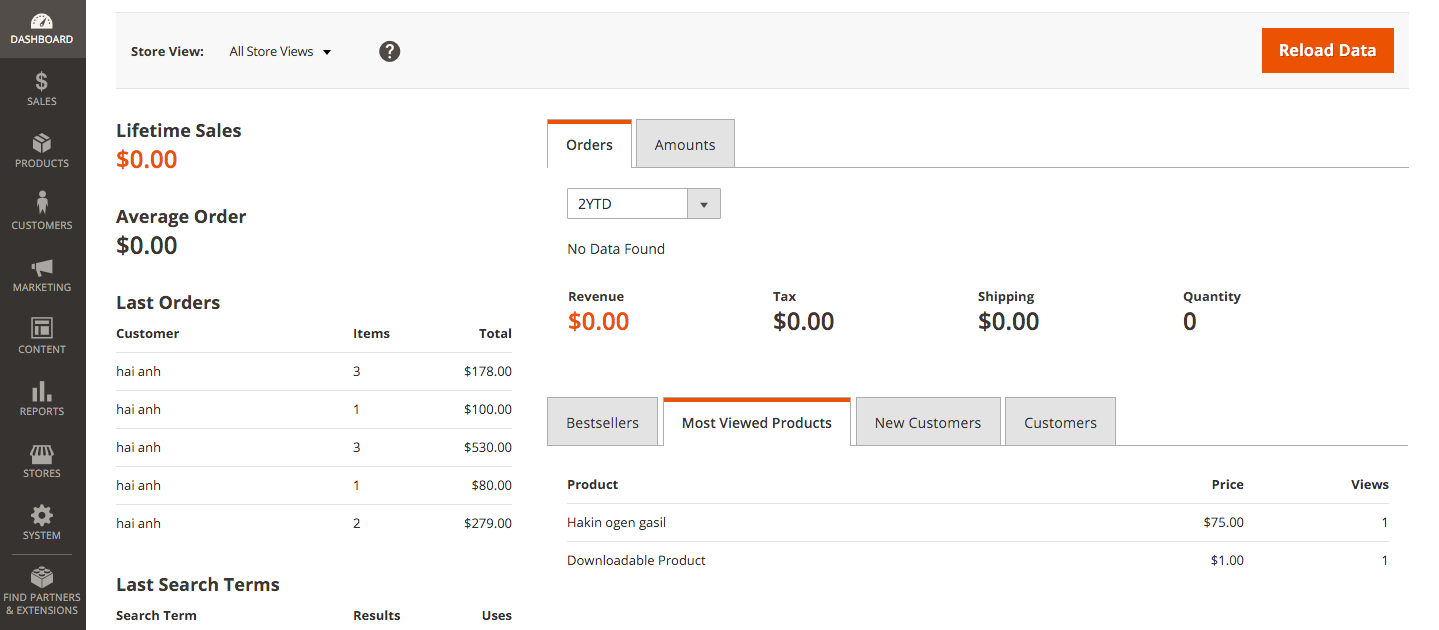 DASHBOARD
SALES
PRODUCTS
CUSTOMERS
MARKETING
CONTENT
REPORTS
STORES
SYSTEM
FIND PARTNERS
& EXTENSIONS
Store View: All Store Views ?
Reload Data
Lifetime Sales
$0.00
Average Order
$0.00
Last Orders
Customer Items Total
hai anh 3 $178.00
hai anh 1 $100.00
hai anh 3 $530.00
hai anh 1 $80.00
hai anh 2 $279.00
Last Search Terms
Search Term Results Uses
Orders Amounts
2YTD
No Data Found
Revenue Tax Shipping Quantity
$0.00 $0.00 $0.00 0
Bestsellers Most Viewed Products New Customers Customers
Product Price Views
Hakin ogen gasil $75.00 1
Downloadable Product $1.00 1